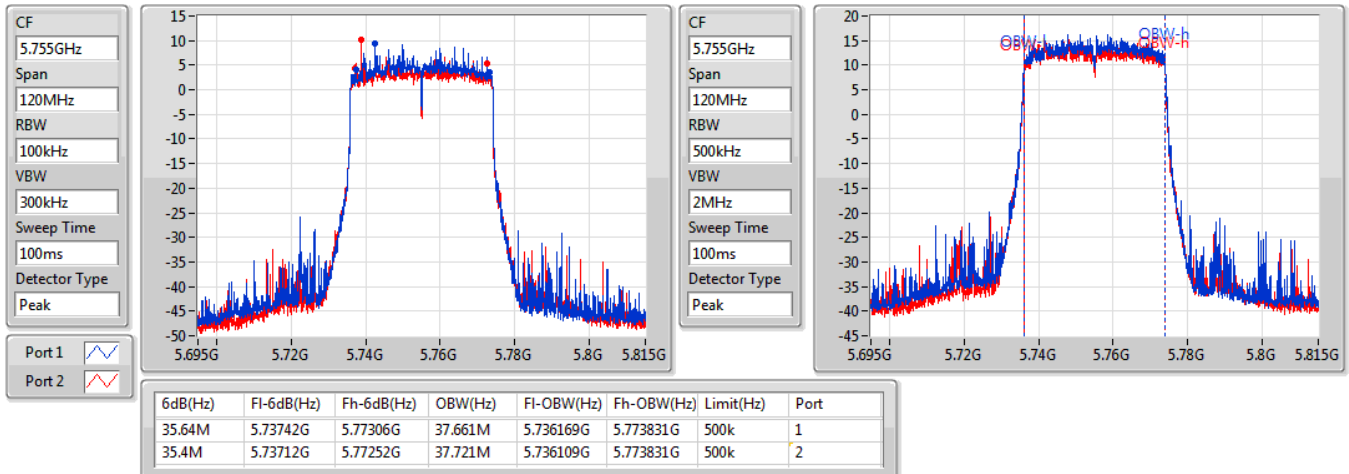 CF
5.755GHz
Span
120MHz
RBW
100kHz
VBW
300kHz
Sweep Time
100ms
Detector Type
Peak
Port 1
Port 2
15
10
5
0
-5
-10
-15
-20
-25
-30
-35
-40
-45
-50
5.695G 5.72G 5.74G 5.76G 5.78G 5.8G 5.815G
CF
5.755GHz
Span
120MHz
RBW
500kHz
VBW
2MHz
Sweep Time
100ms
Detector Type
Peak
20
15
10
5
0
-5
-10
-15
-20
-25
-30
-35
-40
-45
OBW-h
OBW-h
5.695G 5.72G 5.74G 5.76G 5.78G 5.8G 5.815G
6dB(Hz) Fl-6dB(Hz) Fh-6dB(Hz) OBW(Hz) Fl-OBW(Hz) Fh-OBW(Hz) Limit(Hz) Port
35.64M 5.73742G 5.77306G 37.661M 5.736169G 5.773831G 500k 1
35.4M 5.73712G 5.77252G 37.721M 5.736109G 5.773831G 500k 2